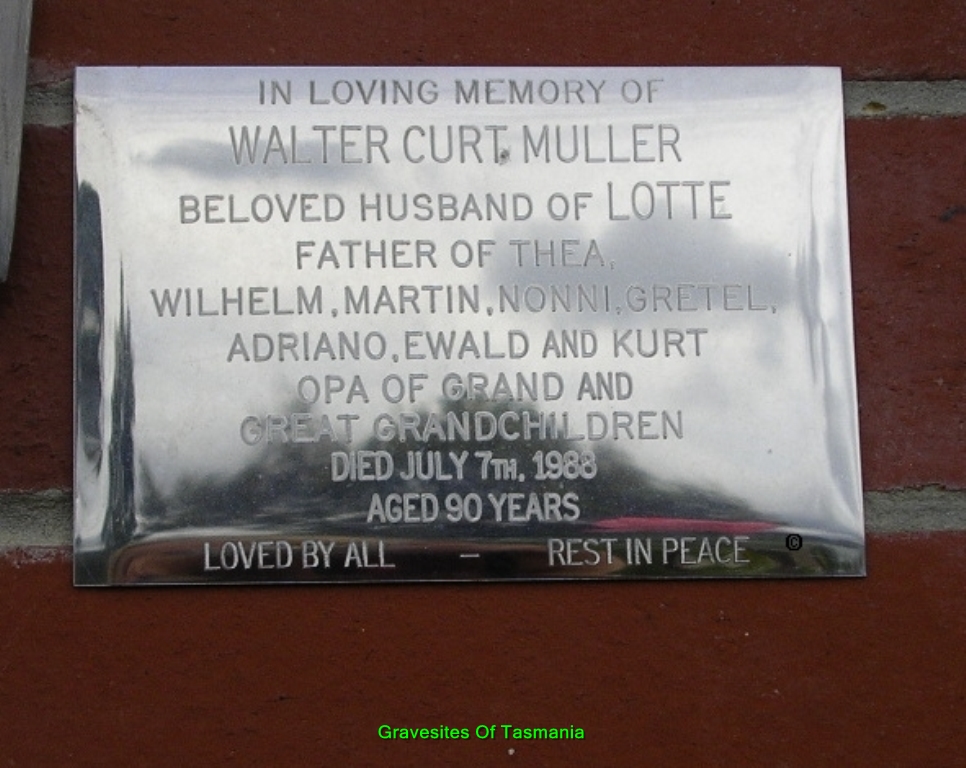 IN LOVING MEMORY OF
WALTER CURT MULLER
BELOVED HUSBAND OF LOTTE
FATHER OF THEA,
WILHELM, MARTIN, NONNI, GRETEL,
ADRIANO, EWALD AND KURT
OPA OF GRAND AND
GREAT GRANDCHILDREN
DIED JULY 7TH, 1988
AGED 90 YEARS
LOVED BY ALL – REST IN PEACE ©
Gravesites Of Tasmania